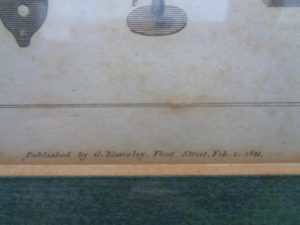 Published by G. Kearsley, Fleet Street, Feb. 1. 1811.